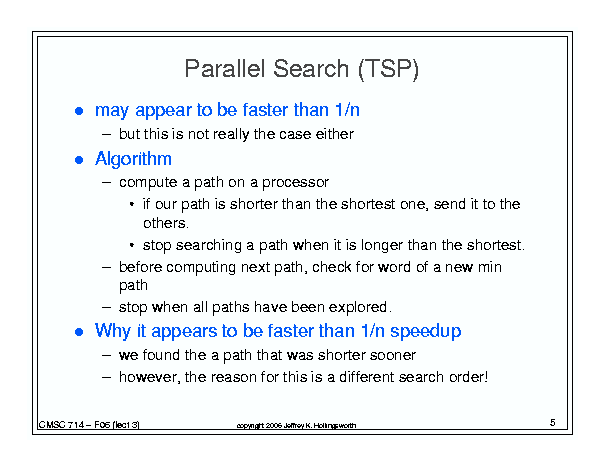 Parallel Search (TSP)
● may appear to be faster than 1/n
– but this is not really the case either
● Algorithm
– compute a path on a processor
• if our path is shorter than the shortest one, send it to the
others.
• stop searching a path when it is longer than the shortest.
– before computing next path, check for word of a new min
path
– stop when all paths have been explored.
● Why it appears to be faster than 1/n speedup
– we found the a path that was shorter sooner
– however, the reason for this is a different search order!
CMSC 714 – F06 (lect 3)
copyright 2006 Jeffrey K. Hollingsworth
5